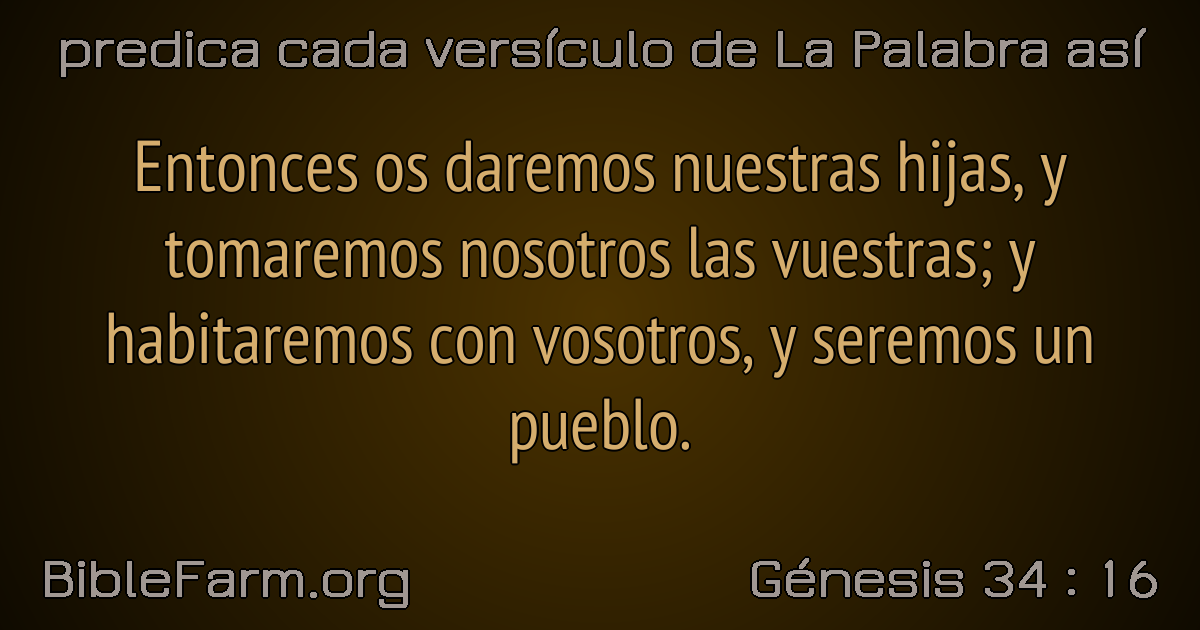 predica cada versículo de La Palabra así
Entonces os daremos nuestras hijas, y
tomaremos nosotros las vuestras; y
habitaremos con vosotros, y seremos un
pueblo.
BibleFarm.org
Génesis 34 : 16